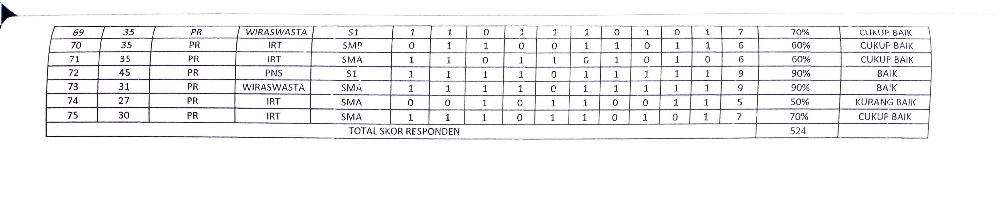 69 35 PR WIRASWASTA S1 1 1 0 1 1 1 0 1 0 1 7 70% CUKUP BAIK
70 35 PR IRT SMP 0 1 1 0 0 1 1 0 1 1 6 60% CUKUP BAIK
71 35 PR IRT SMA 1 1 0 1 1 0 1 0 1 0 6 60% CUKUP BAIK
72 45 PR PNS S1 1 1 1 1 0 1 1 1 1 1 9 90% BAIK
73 31 PR WIRASWASTA SMA 1 1 1 1 0 1 1 1 1 1 9 90% BAIK
74 27 PR IRT SMA 0 0 1 0 1 1 0 0 1 1 5 50% KURANG BAIK
75 30 PR IRT SMA 1 1 1 0 1 1 0 1 0 1 7 70% CUKUP BAIK
TOTAL SKOR RESPONDEN 524